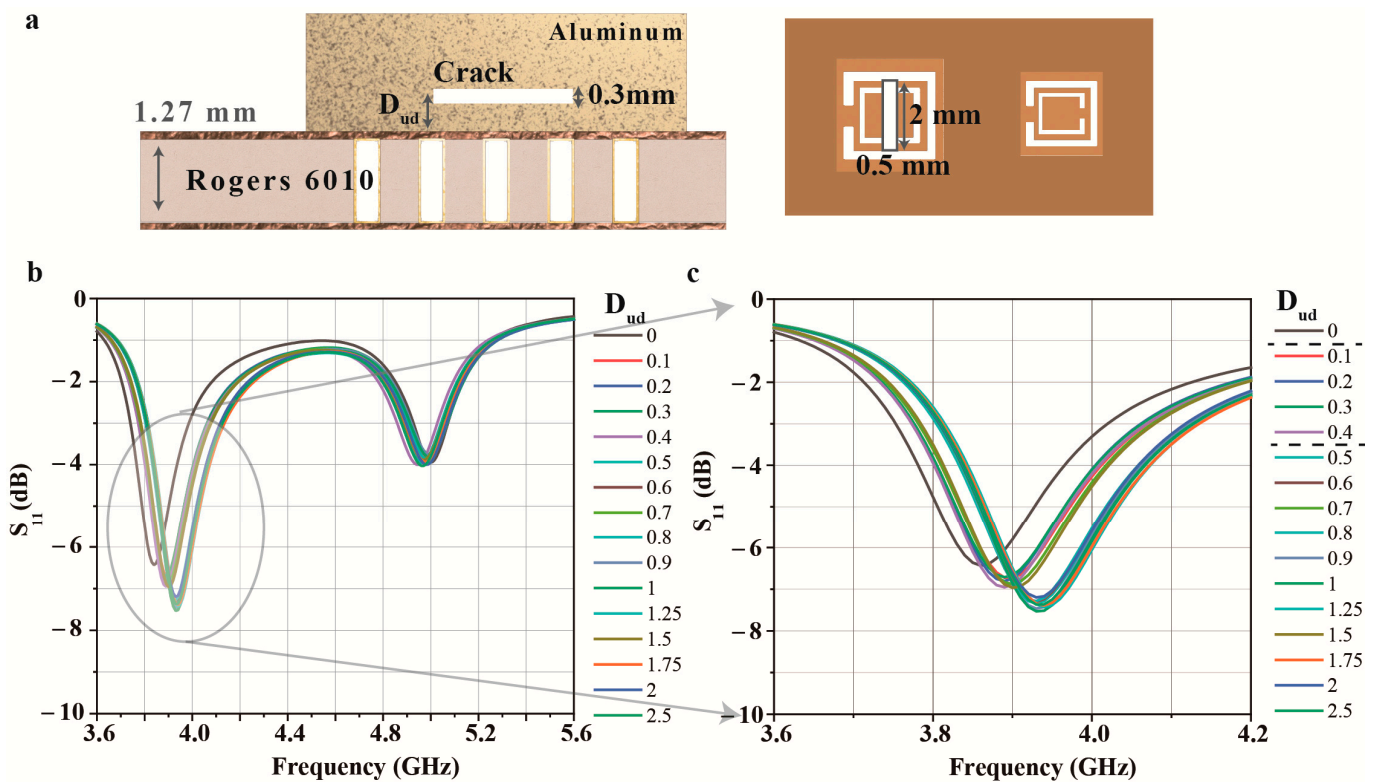 a
Aluminum
Crack
D_ud
0.3mm
1.27 mm
Rogers 6010
2 mm
0.5 mm
b
0
−2
−4
−6
−8
−10
S_11 (dB)
3.6 4.0 4.4 4.8 5.2 5.6
Frequency (GHz)
D_ud
0
0.1
0.2
0.3
0.4
0.5
0.6
0.7
0.8
0.9
1
1.25
1.5
1.75
2
2.5
c
0
−2
−4
−6
−8
−10
S_11 (dB)
3.6 3.8 4.0 4.2
Frequency (GHz)
D_ud
0
0.1
0.2
0.3
0.4
0.5
0.6
0.7
0.8
0.9
1
1.25
1.5
1.75
2
2.5